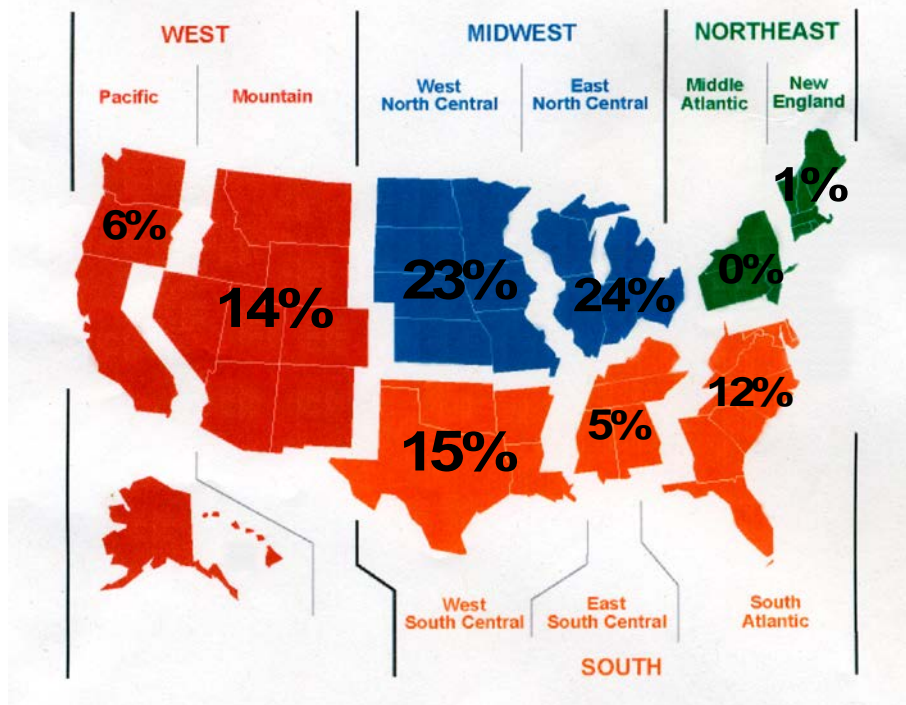 WEST
MIDWEST
NORTHEAST
Pacific
Mountain
West
North Central
East
North Central
Middle
Atlantic
New
England
1%
6%
0%
23%
24%
14%
12%
5%
15%
West
South Central
East
South Central
South
Atlantic
SOUTH